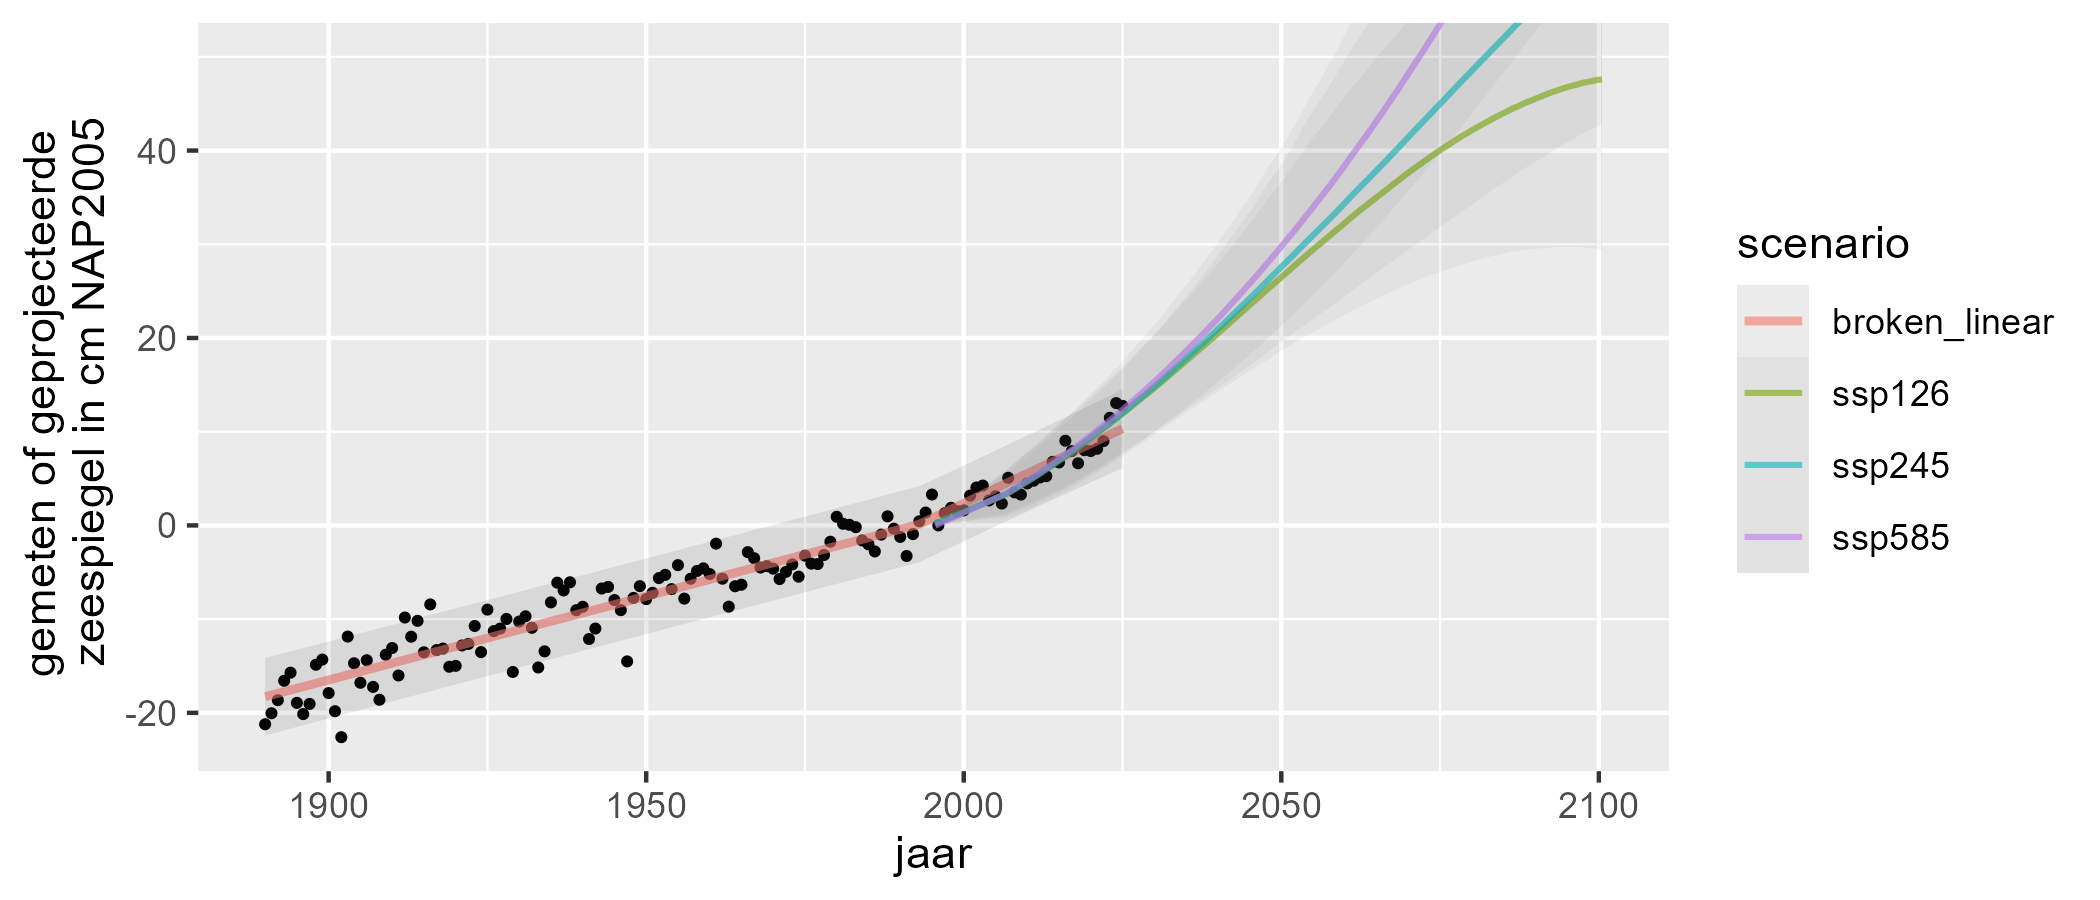 gemeten of geprojecteerde
zeespiegel in cm NAP2005
40
20
0
-20
1900
1950
2000
2050
2100
jaar
scenario
broken_linear
ssp126
ssp245
ssp585